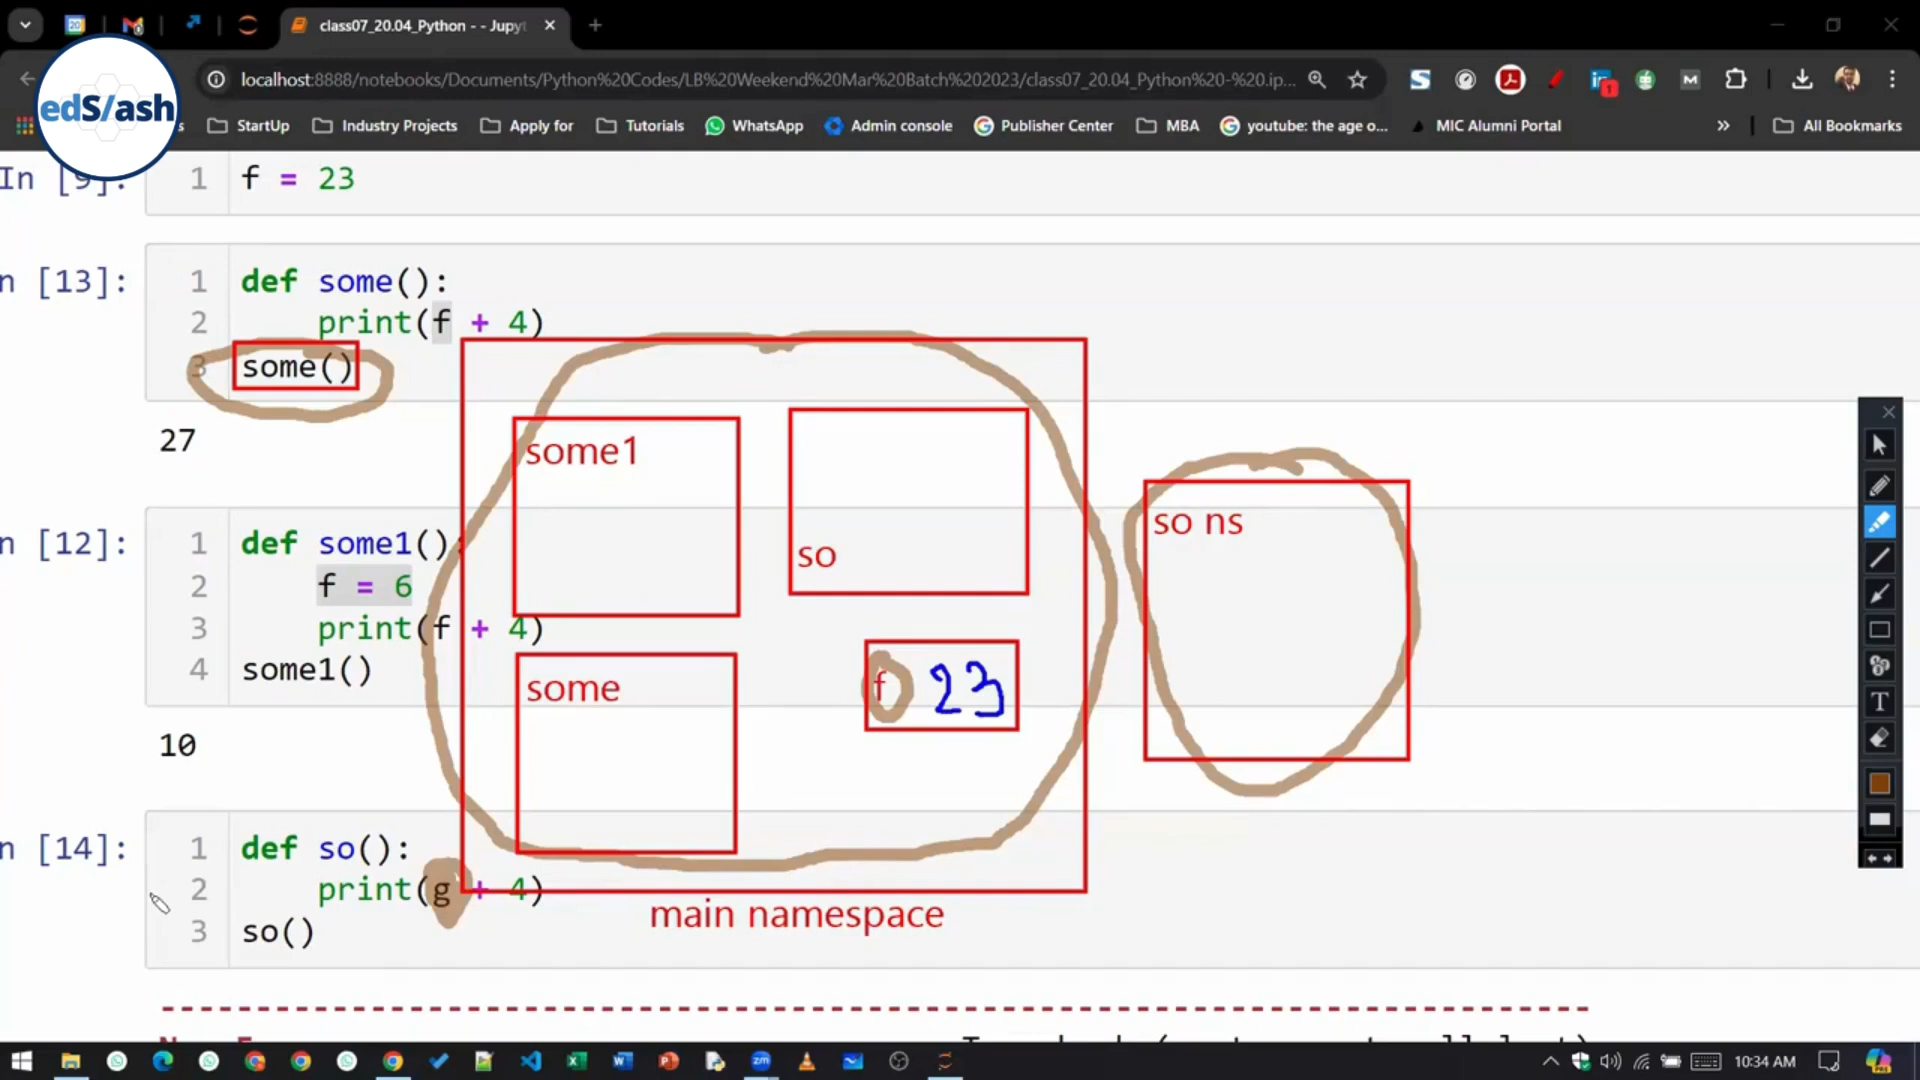 class07_20.04_Python - - Jupyt
edS/ash
localhost:8888/notebooks/Documents/Python%20Codes/LB%20Weekend%20Mar%20Batch%202023/class07_20.04_Python%20-%20.ip...
StartUp Industry Projects Apply for Tutorials WhatsApp Admin console Publisher Center MBA youtube: the age o... MIC Alumni Portal » All Bookmarks
In [9]: 1 f = 23
n [13]: 1 def some():
2 print(f + 4)
3 some()
27
some1
so
so ns
n [12]: 1 def some1():
2 f = 6
3 print(f + 4)
4 some1()
some
f 23
10
n [14]: 1 def so():
2 print(g + 4)
main namespace
3 so()
10:34 AM